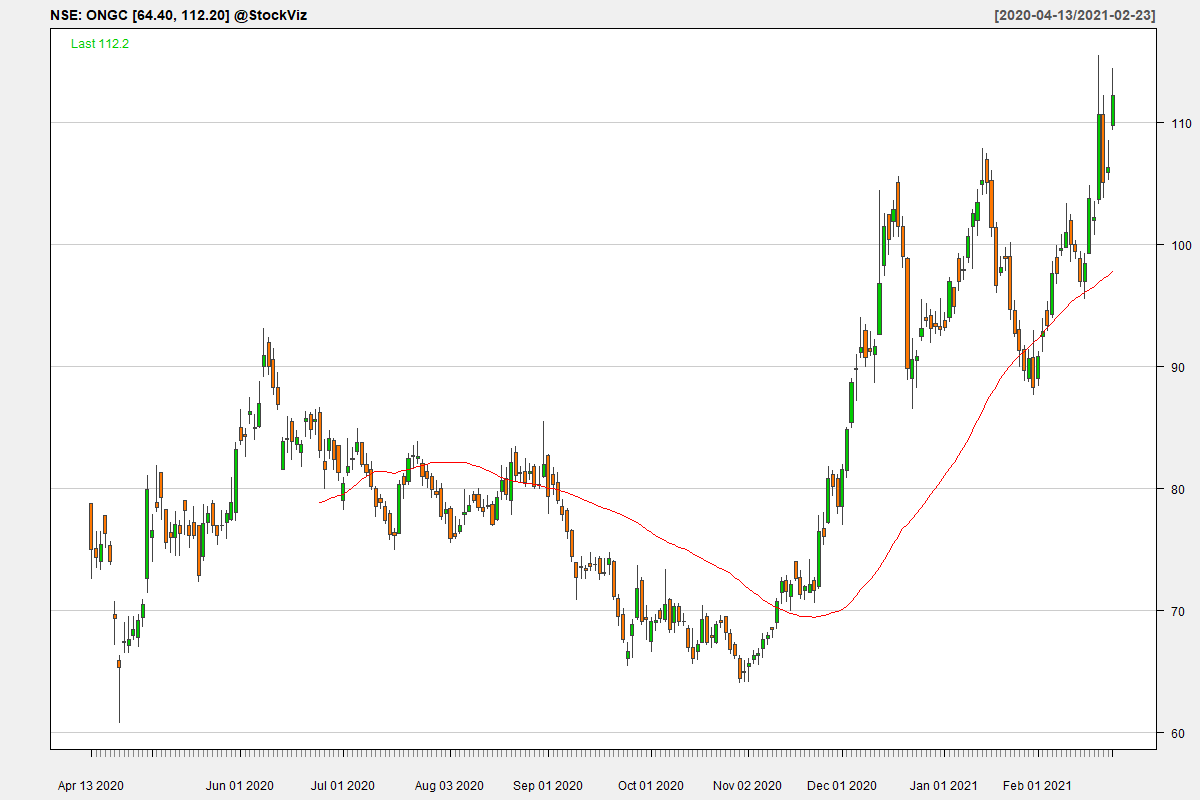 NSE: ONGC [64.40, 112.20] @StockViz [2020-04-13/2021-02-23]
Last 112.2
110
100
90
80
70
60
Apr 13 2020 Jun 01 2020 Jul 01 2020 Aug 03 2020 Sep 01 2020 Oct 01 2020 Nov 02 2020 Dec 01 2020 Jan 01 2021 Feb 01 2021